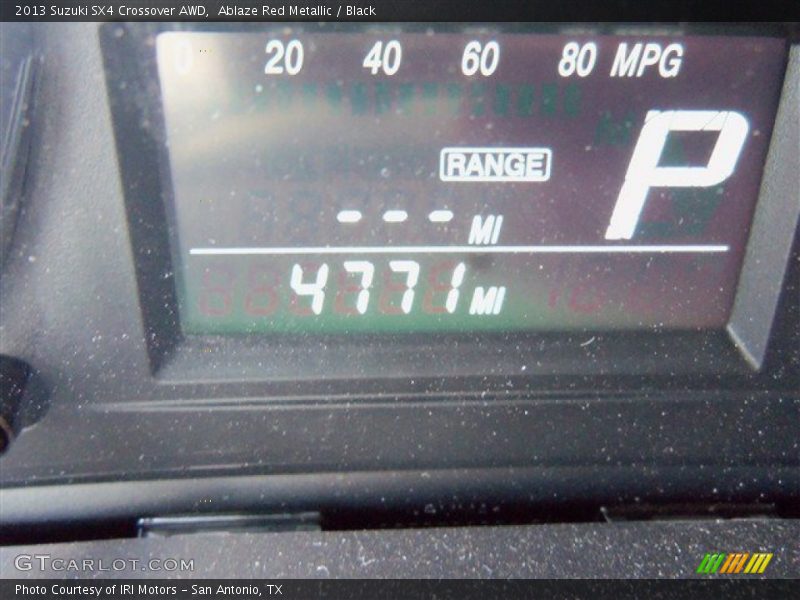 2013 Suzuki SX4 Crossover AWD, Ablaze Red Metallic / Black
0 20 40 60 80 MPG
P
RANGE
--- MI
4771 MI
GTCARLOT.COM
Photo Courtesy of IRI Motors – San Antonio, TX